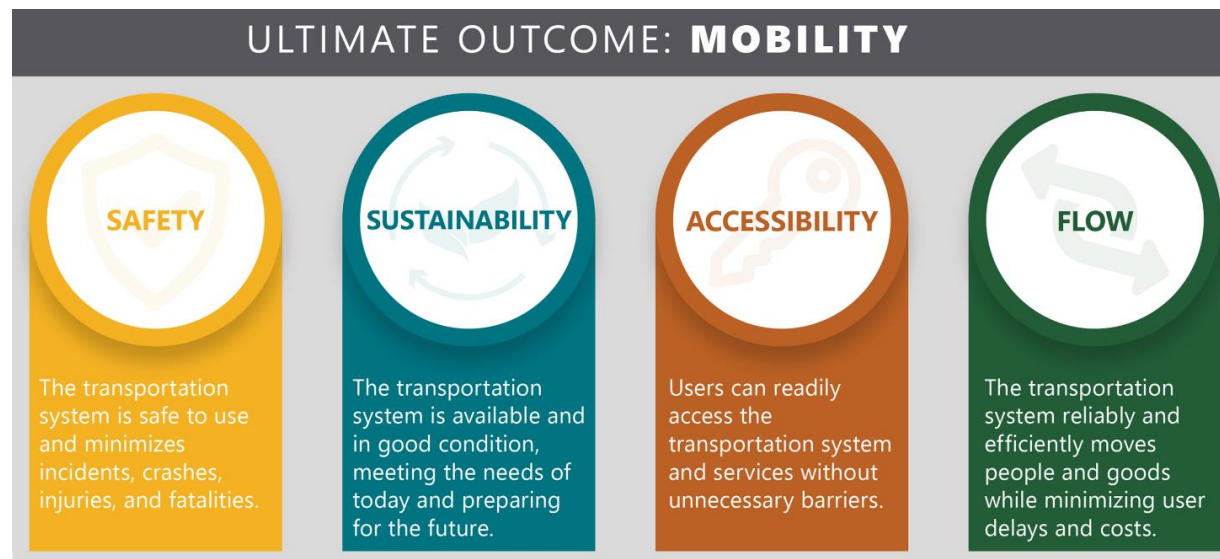 ULTIMATE OUTCOME: MOBILITY
SAFETY
The transportation
system is safe to use
and minimizes
incidents, crashes,
injuries, and fatalities.
SUSTAINABILITY
The transportation
system is available and
in good condition,
meeting the needs of
today and preparing
for the future.
ACCESSIBILITY
Users can readily
access the
transportation system
and services without
unnecessary barriers.
FLOW
The transportation
system reliably and
efficiently moves
people and goods
while minimizing user
delays and costs.